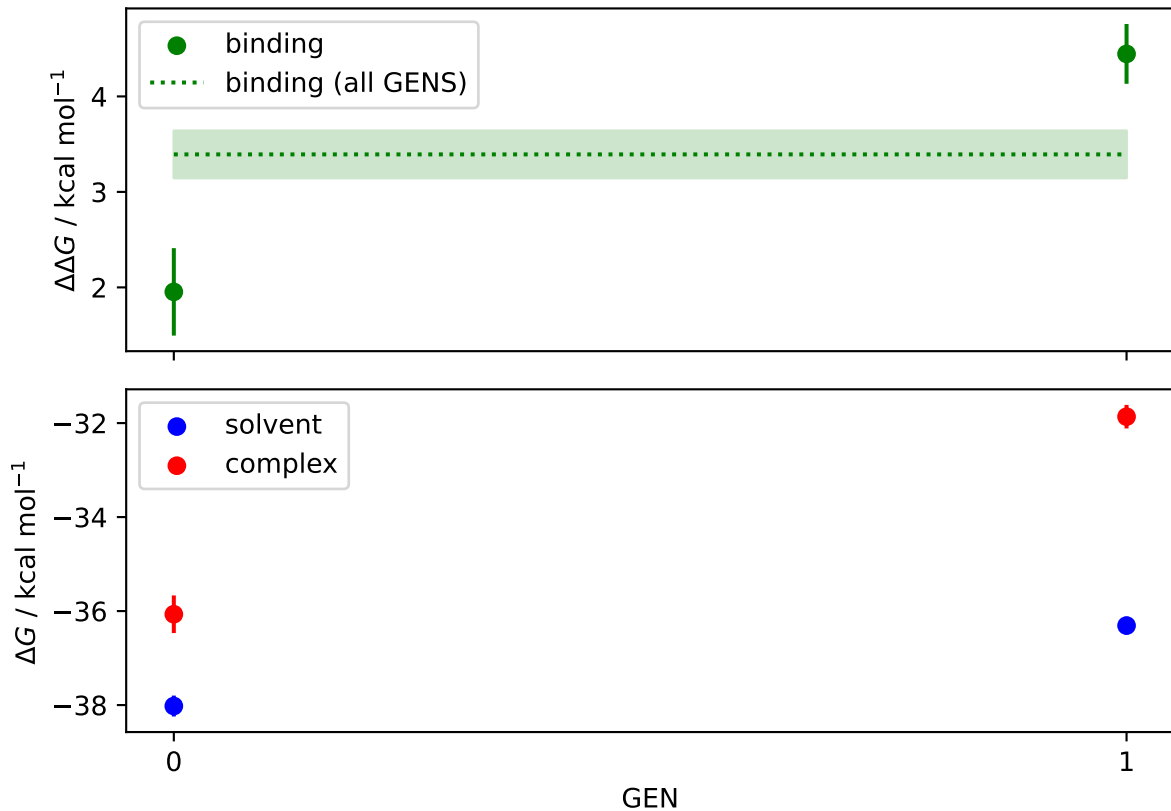 binding
binding (all GENS)
4
3
2
ΔΔG / kcal mol⁻¹
solvent
complex
−32
−34
−36
−38
ΔG / kcal mol⁻¹
0
1
GEN